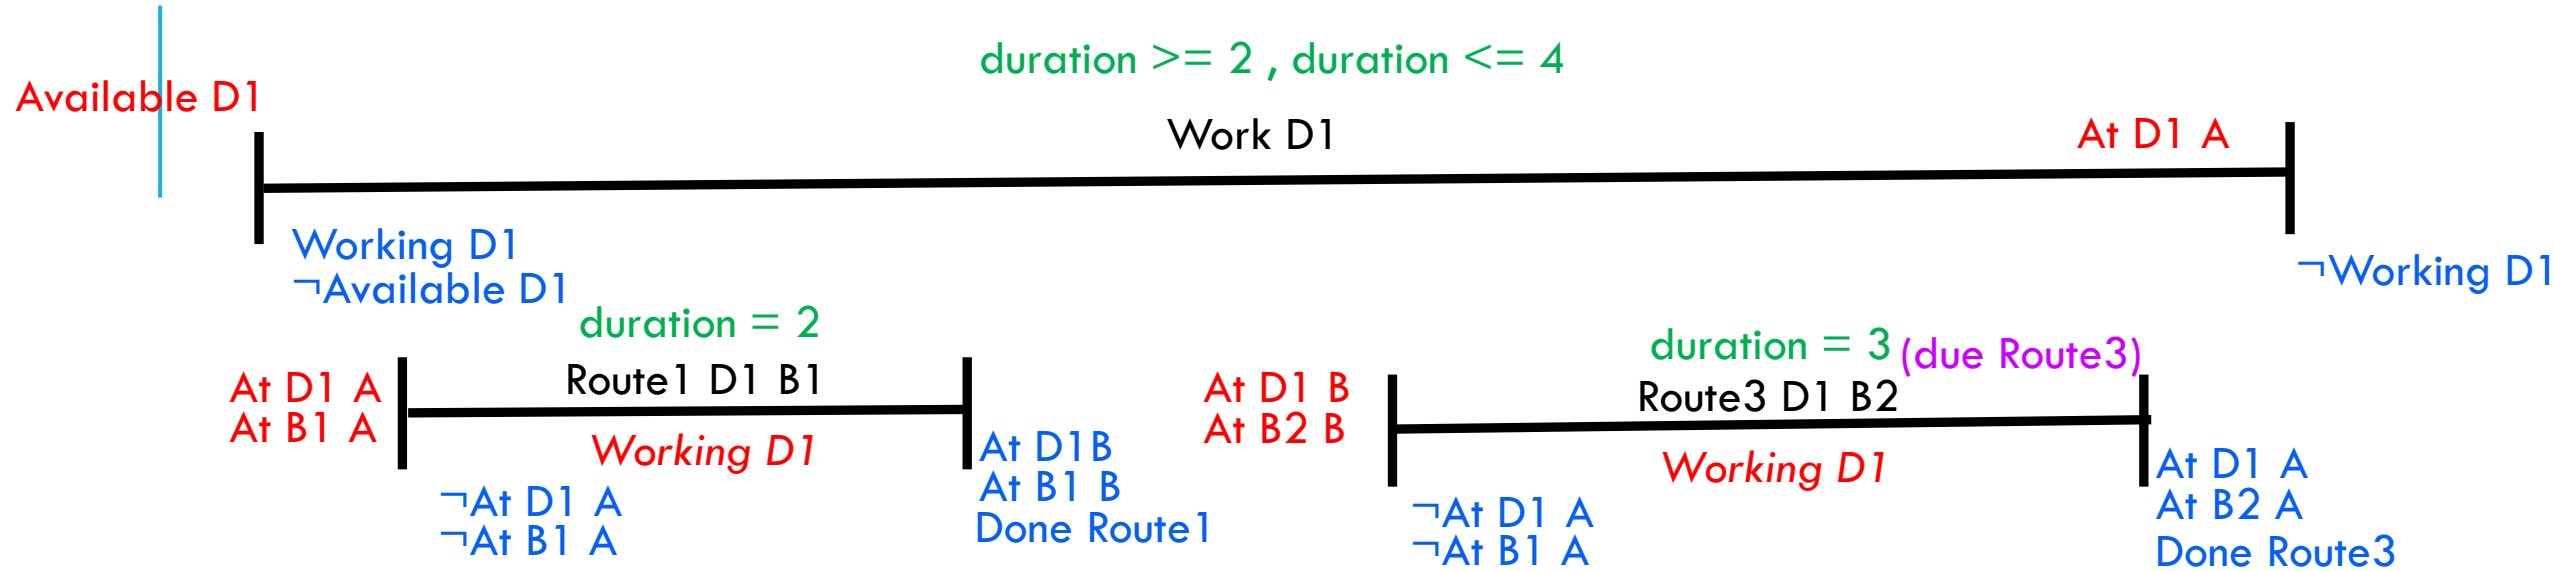 duration >= 2 , duration <= 4
Available D1
Work D1
At D1 A
Working D1
¬Available D1
¬Working D1
duration = 2
Route1 D1 B1
At D1 A
At B1 A
Working D1
¬At D1 A
¬At B1 A
At D1B
At B1 B
Done Route1
duration = 3 (due Route3)
Route3 D1 B2
At D1 B
At B2 B
Working D1
¬At D1 A
¬At B1 A
At D1 A
At B2 A
Done Route3